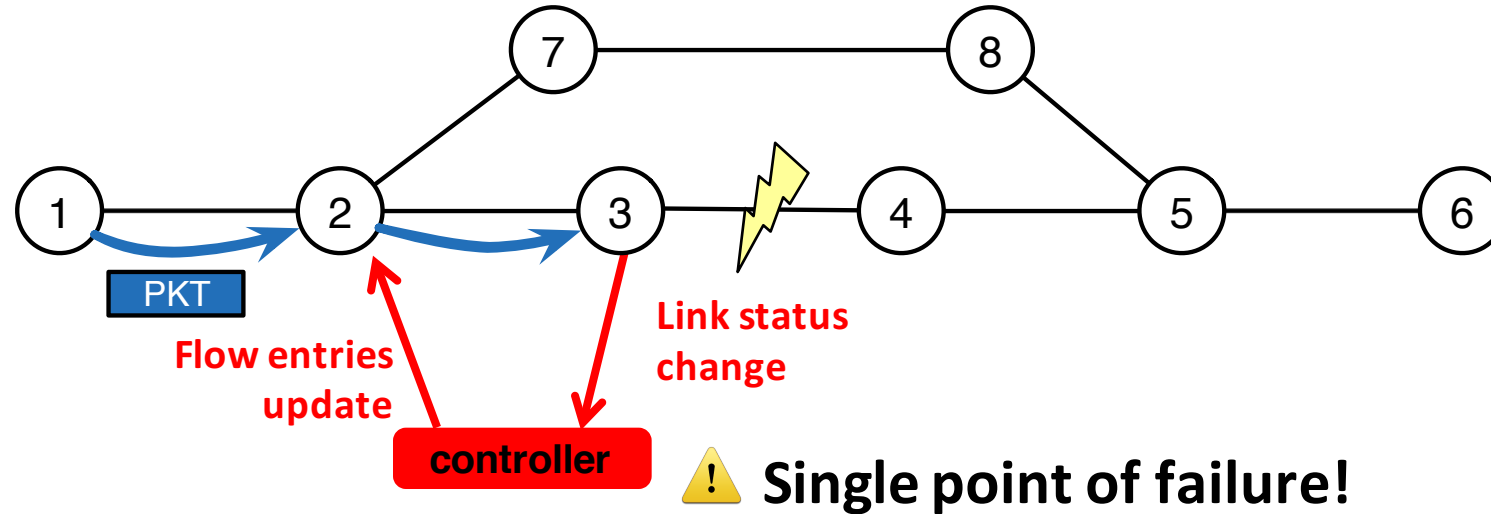 7
8
1
2
3
4
5
6
PKT
Link status
change
Flow entries
update
controller
! Single point of failure!